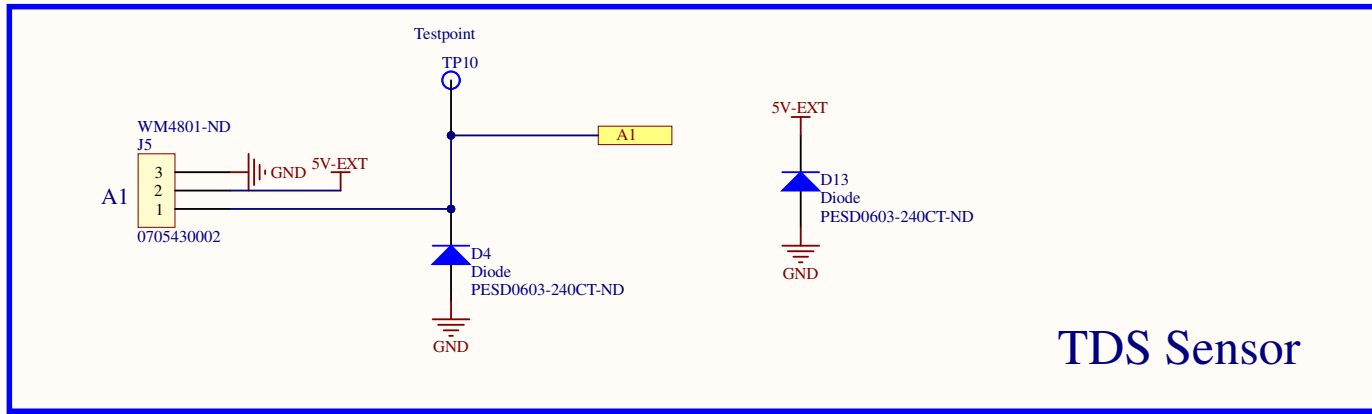 Testpoint
TP10
WM4801-ND
J5
A1
3
2
1
GND
5V-EXT
0705430002
A1
D4
Diode
PESD0603-240CT-ND
GND
5V-EXT
D13
Diode
PESD0603-240CT-ND
GND
TDS Sensor